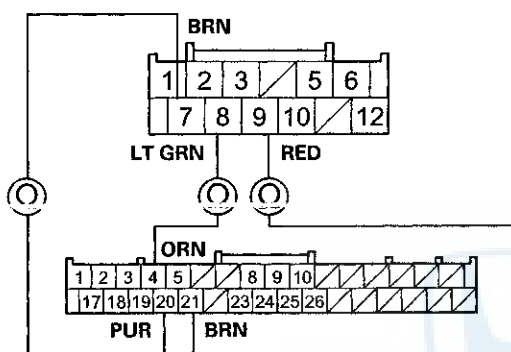 BRN
1 2 3 5 6
7 8 9 10 12
LT GRN RED
Ω Ω Ω
ORN
1 2 3 4 5 8 9 10
17 18 19 20 21 23 24 25 26
PUR BRN